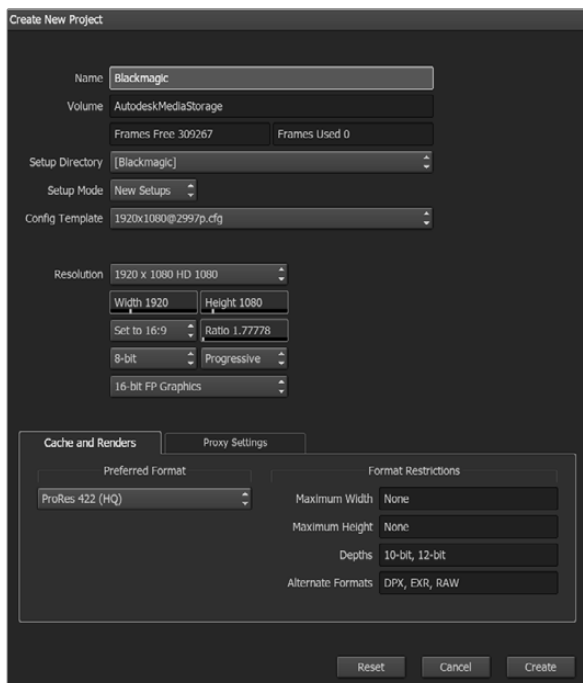 Create New Project
Name Blackmagic
Volume AutodeskMediaStorage
Frames Free 309267 Frames Used 0
Setup Directory [Blackmagic]
Setup Mode New Setups
Config Template 1920x1080@2997p.cfg
Resolution 1920 x 1080 HD 1080
Width 1920 Height 1080
Set to 16:9 Ratio 1.77778
8-bit Progressive
16-bit FP Graphics
Cache and Renders Proxy Settings
Preferred Format Format Restrictions
ProRes 422 (HQ) Maximum Width None
Maximum Height None
Depths 10-bit, 12-bit
Alternate Formats DPX, EXR, RAW
Reset Cancel Create